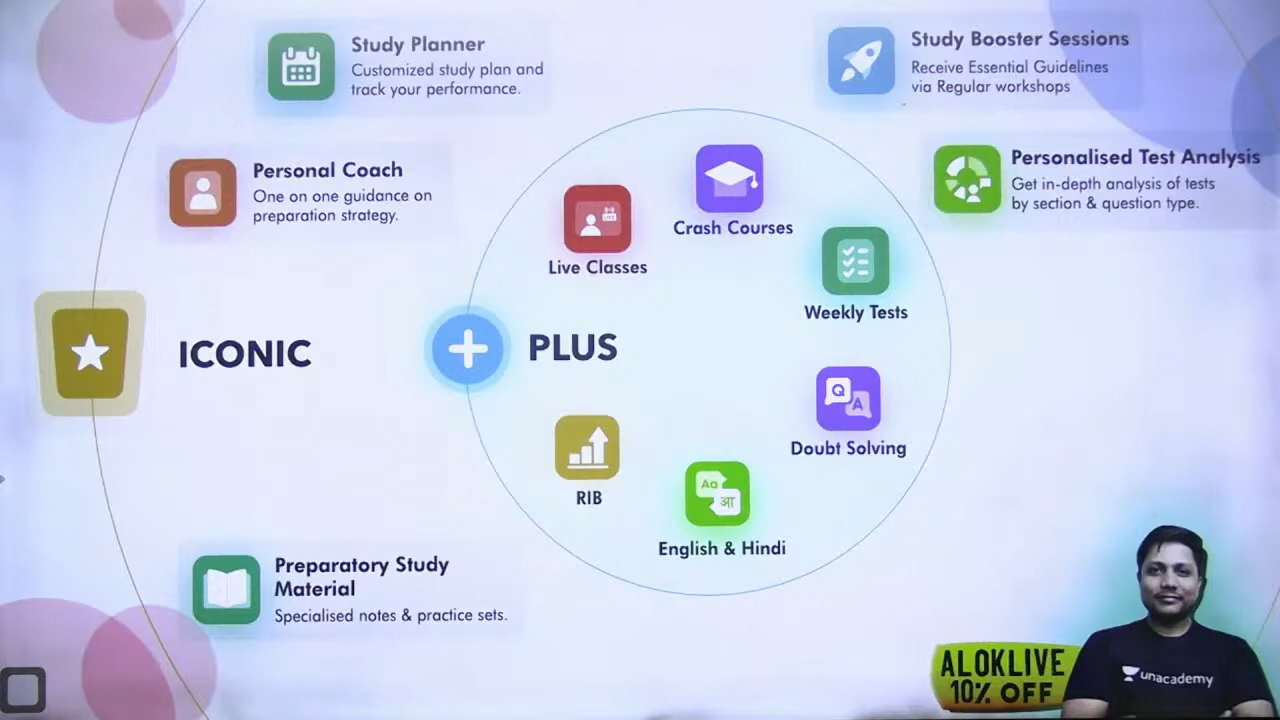 Study Planner
Customized study plan and
track your performance.
Study Booster Sessions
Receive Essential Guidelines
via Regular workshops
Personal Coach
One on one guidance on
preparation strategy.
Personalised Test Analysis
Get in-depth analysis of tests
by section & question type.
LIVE
Live Classes
Crash Courses
Weekly Tests
ICONIC
PLUS
Q
A
Doubt Solving
RIB
Aa
आ
English & Hindi
Preparatory Study
Material
Specialised notes & practice sets.
ALOKLIVE
10% OFF
unacademy